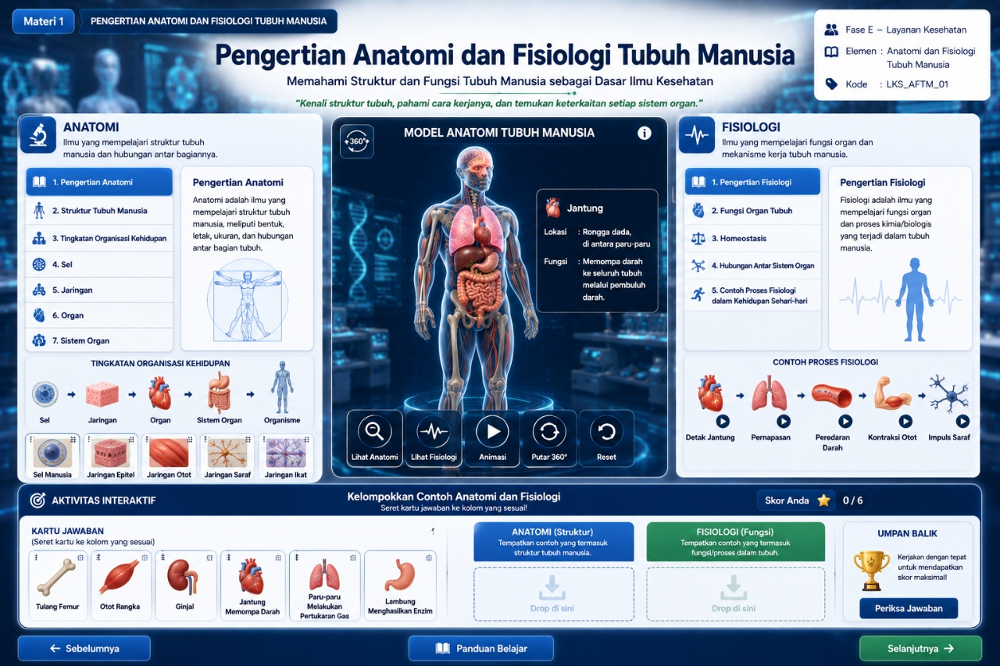 Materi 1
PENGERTIAN ANATOMI DAN FISIOLOGI TUBUH MANUSIA
Pengertian Anatomi dan Fisiologi Tubuh Manusia
Memahami Struktur dan Fungsi Tubuh Manusia sebagai Dasar Ilmu Kesehatan
“Kenali struktur tubuh, pahami cara kerjanya, dan temukan keterkaitan setiap sistem organ.”
Fase E – Layanan Kesehatan
Elemen : Anatomi dan Fisiologi
Tubuh Manusia
Kode : LKS_AFTM_01
ANATOMI
Ilmu yang mempelajari struktur tubuh
manusia dan hubungan antar bagiannya.
1. Pengertian Anatomi
2. Struktur Tubuh Manusia
3. Tingkatan Organisasi Kehidupan
4. Sel
5. Jaringan
6. Organ
7. Sistem Organ
Pengertian Anatomi
Anatomi adalah ilmu yang
mempelajari struktur tubuh
manusia, meliputi bentuk,
letak, ukuran, dan hubungan
antar bagian tubuh.
TINGKATAN ORGANISASI KEHIDUPAN
Sel
Jaringan
Organ
Sistem Organ
Organisme
Sel Manusia
Jaringan Epitel
Jaringan Otot
Jaringan Saraf
Jaringan Ikat
360°
MODEL ANATOMI TUBUH MANUSIA
i
Jantung
Lokasi : Rongga dada,
di antara paru-paru
Fungsi : Memompa darah
ke seluruh tubuh
melalui pembuluh
darah.
Lihat Anatomi
Lihat Fisiologi
Animasi
Putar 360°
Reset
FISIOLOGI
Ilmu yang mempelajari fungsi organ dan
mekanisme kerja tubuh manusia.
1. Pengertian Fisiologi
2. Fungsi Organ Tubuh
3. Homeostasis
4. Hubungan Antar Sistem Organ
5. Contoh Proses Fisiologi
dalam Kehidupan Sehari-hari
Pengertian Fisiologi
Fisiologi adalah ilmu yang
mempelajari fungsi organ
dan proses kimia/biologis
yang terjadi dalam tubuh
manusia.
CONTOH PROSES FISIOLOGI
Detak Jantung
Pernapasan
Peredaran
Darah
Kontraksi Otot
Impuls Saraf
AKTIVITAS INTERAKTIF
Kelompokkan Contoh Anatomi dan Fisiologi
Seret kartu jawaban ke kolom yang sesuai!
Skor Anda 0 / 6
KARTU JAWABAN
(Seret kartu ke kolom yang sesuai)
Tulang Femur
Otot Rangka
Ginjal
Jantung
Memompa Darah
Paru-paru
Melakukan
Pertukaran Gas
Lambung
Menghasilkan Enzim
ANATOMI (Struktur)
Tempatkan contoh yang termasuk
struktur tubuh manusia.
Drop di sini
FISIOLOGI (Fungsi)
Tempatkan contoh yang termasuk
fungsi/proses dalam tubuh.
Drop di sini
UMPAN BALIK
Kerjakan dengan tepat
untuk mendapatkan
skor maksimal!
Periksa Jawaban
← Sebelumnya
Panduan Belajar
Selanjutnya →